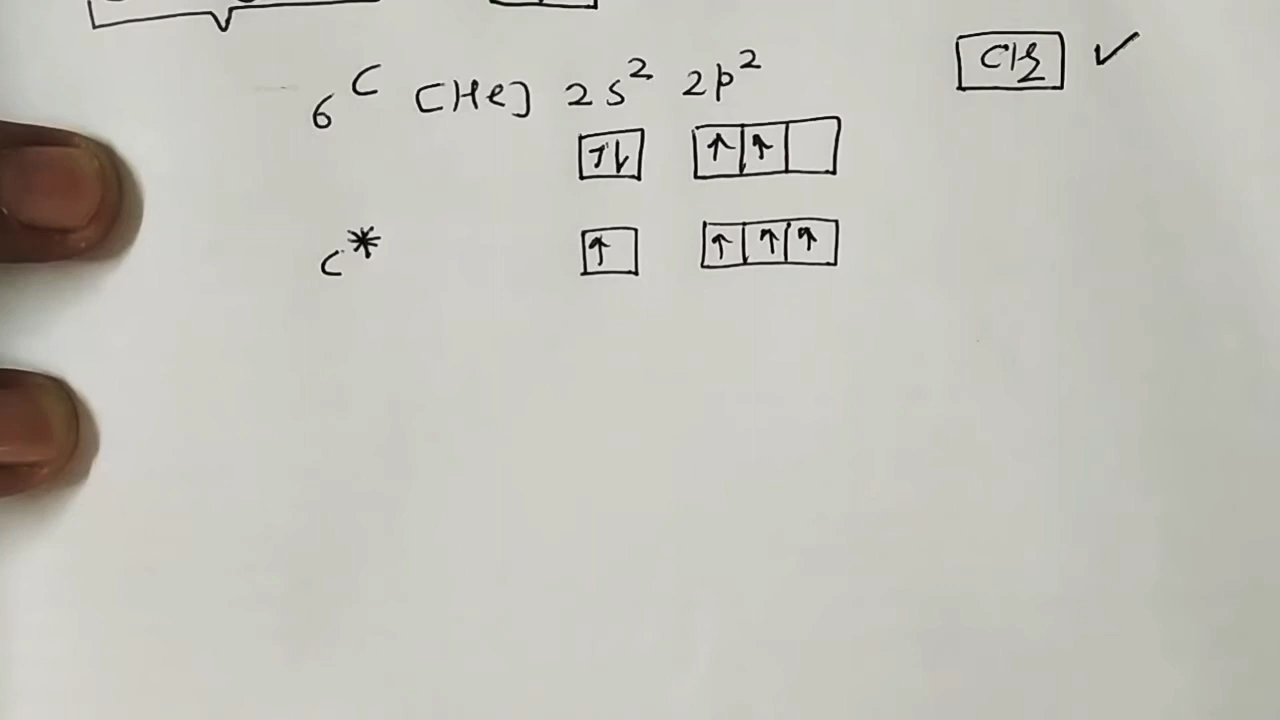 ₆C [He] 2s² 2p²
CH₂ ✓
↑↓ ↑ ↑
C* ↑ ↑ ↑ ↑